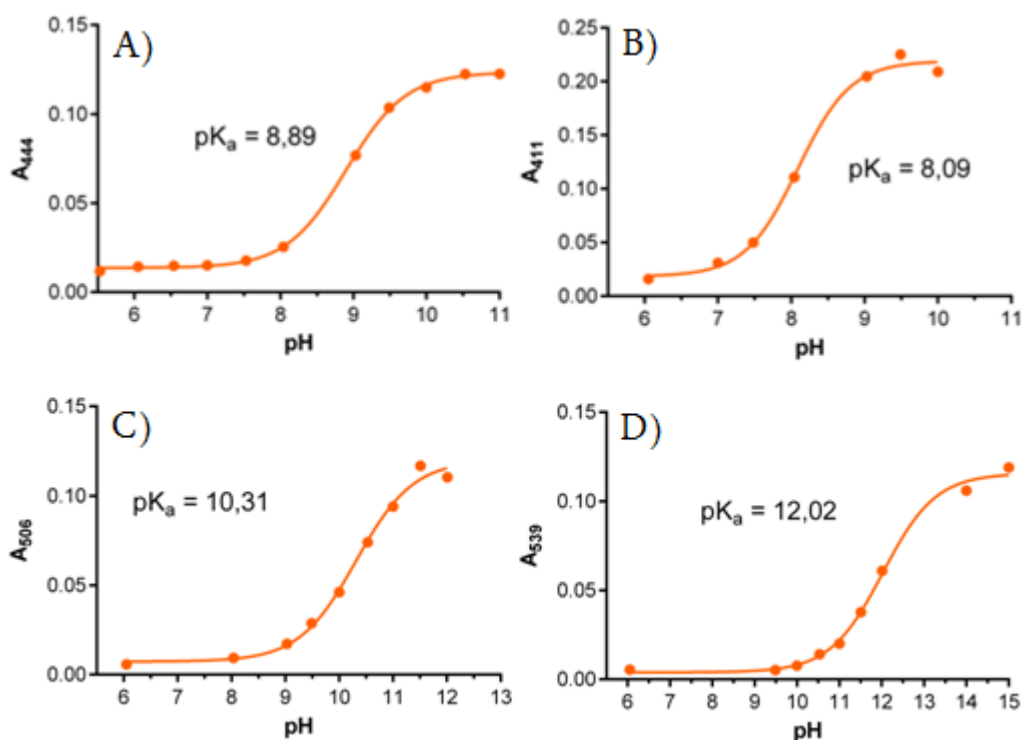 A)
0.15
0.10
0.05
0.00
A444
pKa = 8,89
6 7 8 9 10 11
pH
B)
0.25
0.20
0.15
0.10
0.05
0.00
A411
pKa = 8,09
6 7 8 9 10 11
pH
C)
0.15
0.10
0.05
0.00
A506
pKa = 10,31
6 7 8 9 10 11 12 13
pH
D)
0.15
0.10
0.05
0.00
A539
pKa = 12,02
6 7 8 9 10 11 12 13 14 15
pH